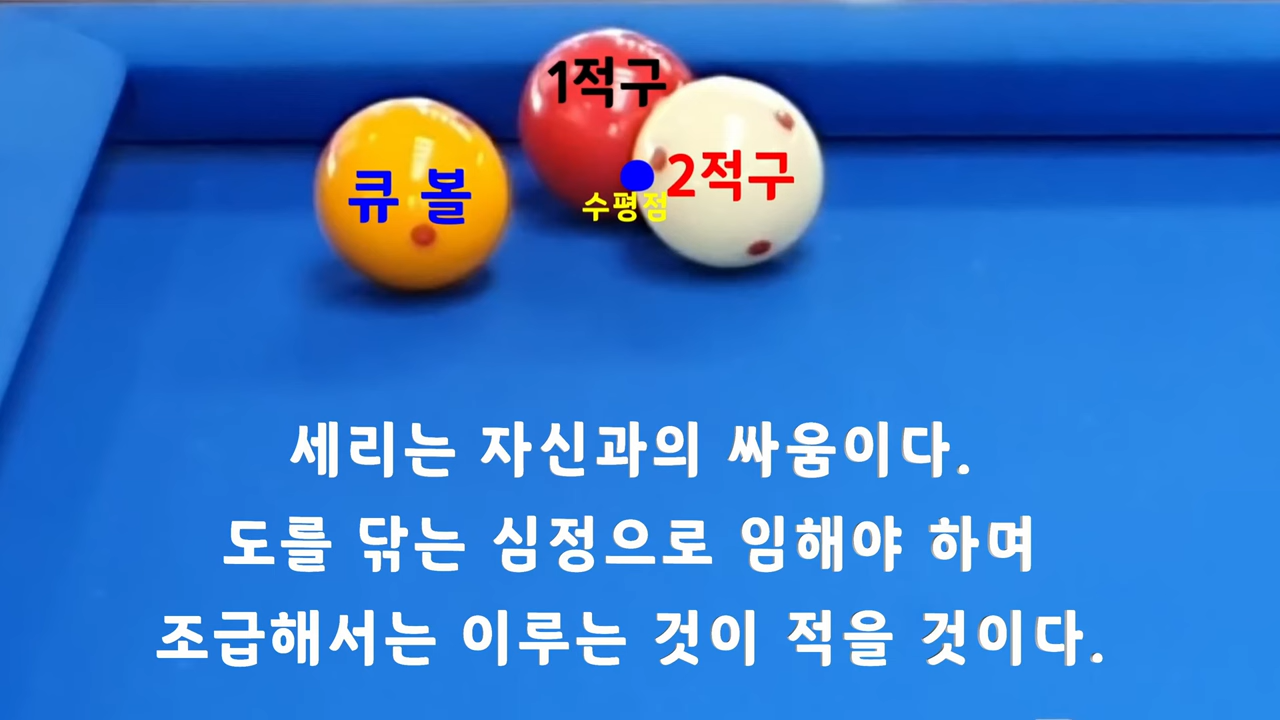 1적구
큐 볼
2적구
수평점
세리는 자신과의 싸움이다.
도를 닦는 심정으로 임해야 하며
조급해서는 이루는 것이 적을 것이다.